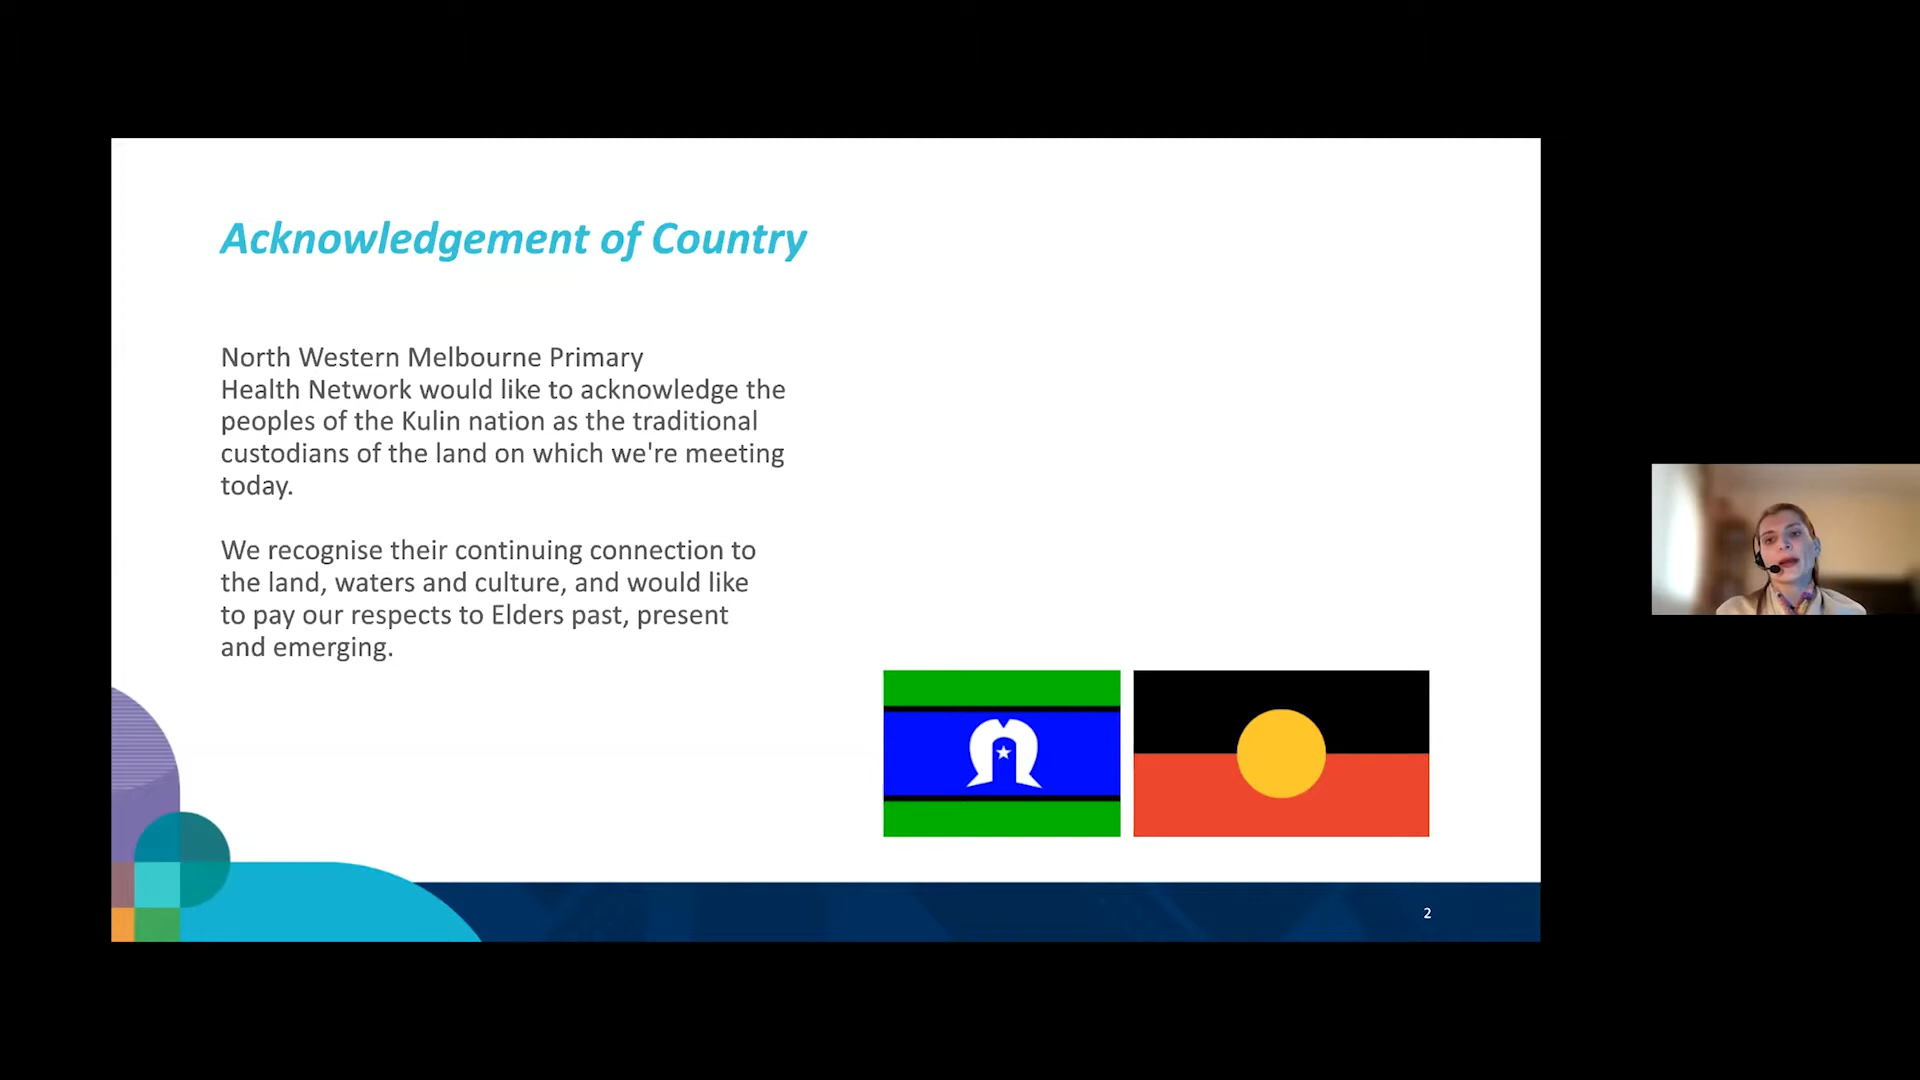 Acknowledgement of Country
North Western Melbourne Primary
Health Network would like to acknowledge the
peoples of the Kulin nation as the traditional
custodians of the land on which we're meeting
today.
We recognise their continuing connection to
the land, waters and culture, and would like
to pay our respects to Elders past, present
and emerging.
2